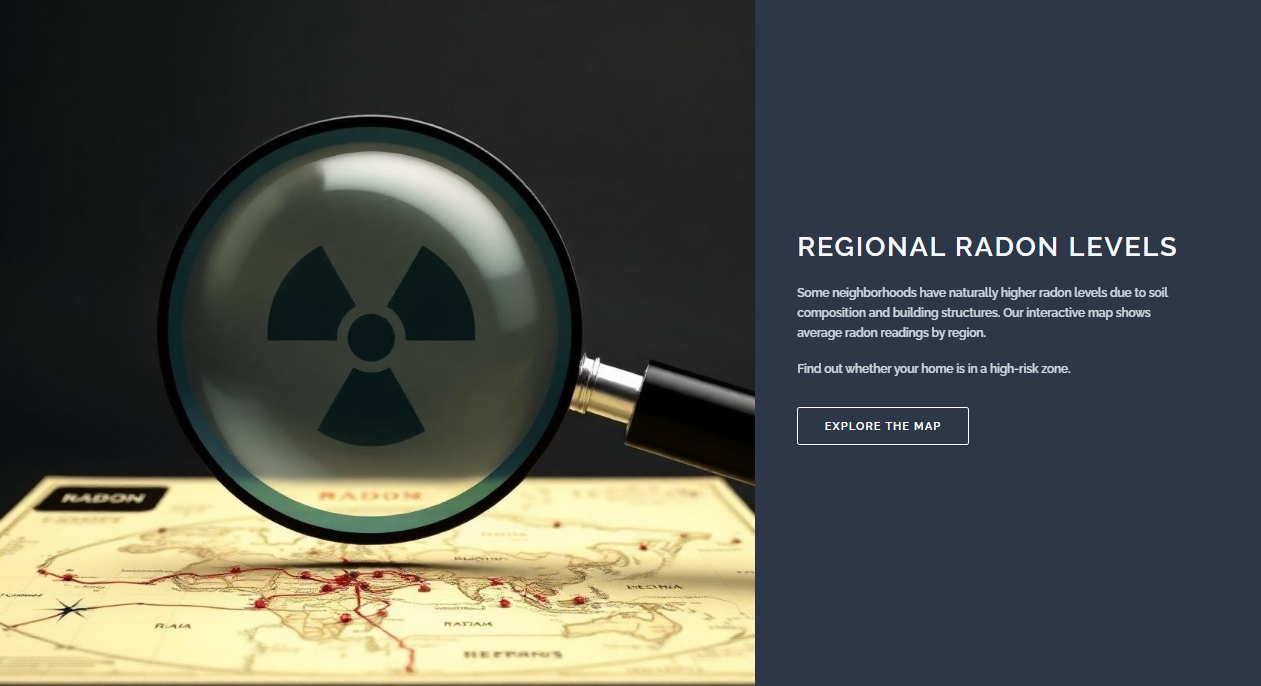 REGIONAL RADON LEVELS
Some neighborhoods have naturally higher radon levels due to soil
composition and building structures. Our interactive map shows
average radon readings by region.
Find out whether your home is in a high-risk zone.
EXPLORE THE MAP
RADON
RADOM
RAIA